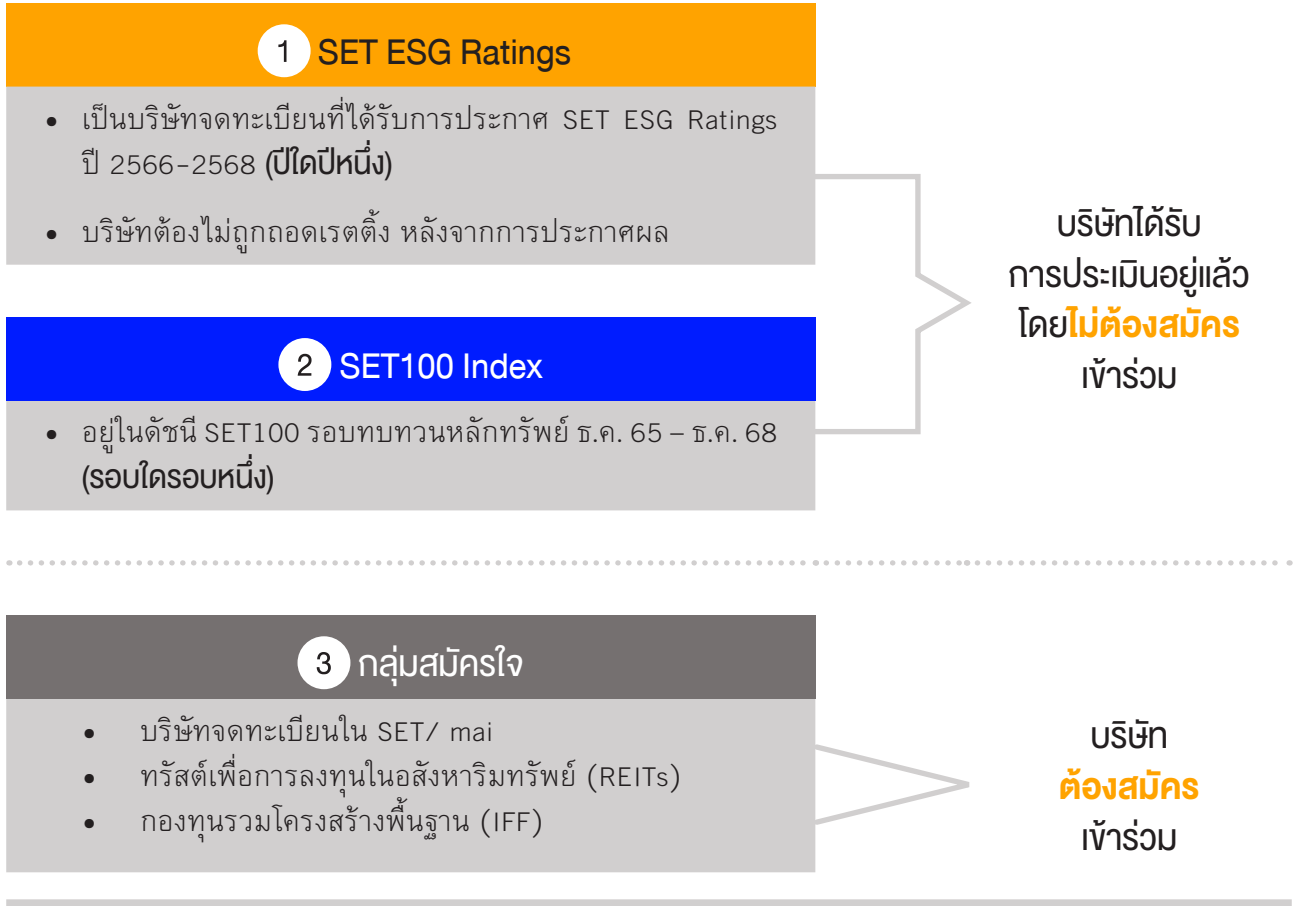 1 SET ESG Ratings
• เป็นบริษัทจดทะเบียนที่ได้รับการประกาศ SET ESG Ratings
ปี 2566-2568 (ปีใดปีหนึ่ง)
• บริษัทต้องไม่ถูกถอดเรตติ้ง หลังจากการประกาศผล
2 SET100 Index
• อยู่ในดัชนี SET100 รอบทบทวนหลักทรัพย์ ธ.ค. 65 – ธ.ค. 68
(รอบใดรอบหนึ่ง)
บริษัทได้รับ
การประเมินอยู่แล้ว
โดยไม่ต้องสมัคร
เข้าร่วม
3 กลุ่มสมัครใจ
• บริษัทจดทะเบียนใน SET/ mai
• ทรัสต์เพื่อการลงทุนในอสังหาริมทรัพย์ (REITs)
• กองทุนรวมโครงสร้างพื้นฐาน (IFF)
บริษัท
ต้องสมัคร
เข้าร่วม